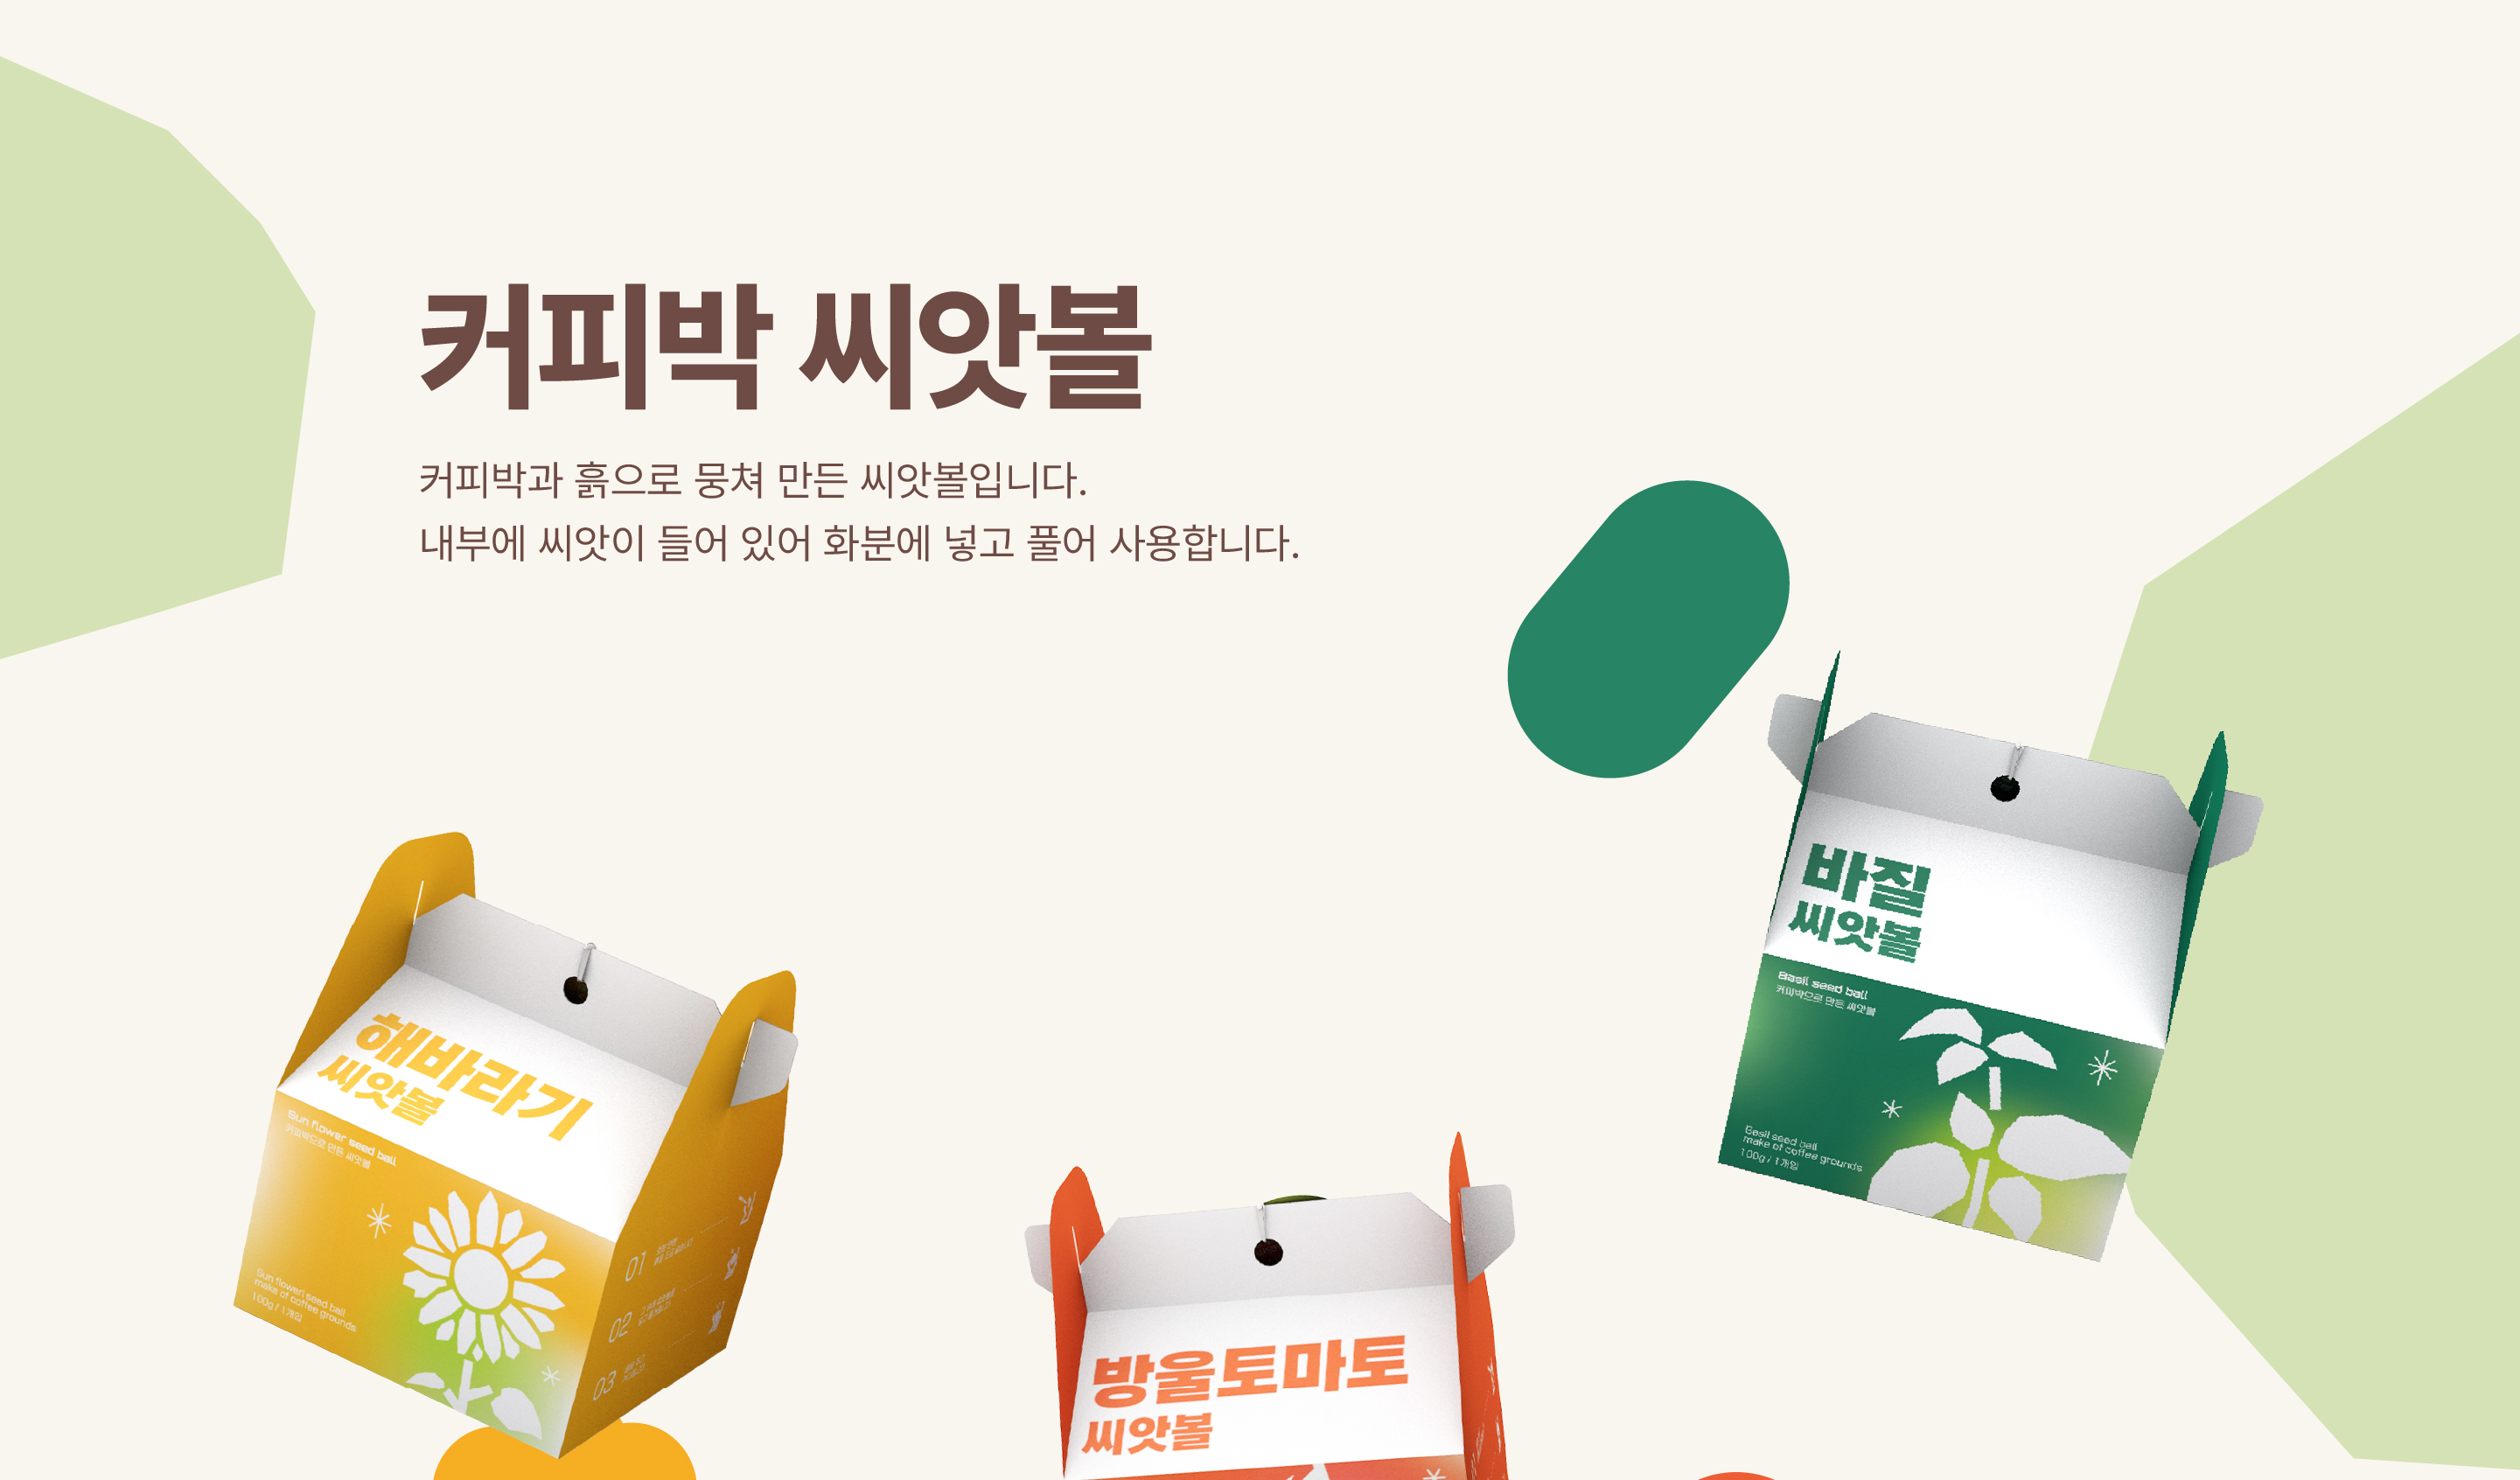 커피박 씨앗볼
커피박과 흙으로 뭉쳐 만든 씨앗볼입니다.
내부에 씨앗이 들어 있어 화분에 넣고 풀어 사용합니다.
바질
씨앗볼
Basil seed ball
커피박으로 만든 씨앗볼
Basil seed ball
make of coffee grounds
100g / 1개입
해바라기
씨앗볼
Sun flower seed ball
커피박으로 만든 씨앗볼
Sun flowerl seed ball
make of coffee grounds
100g / 1개입
01
02
03
방울토마토
씨앗볼